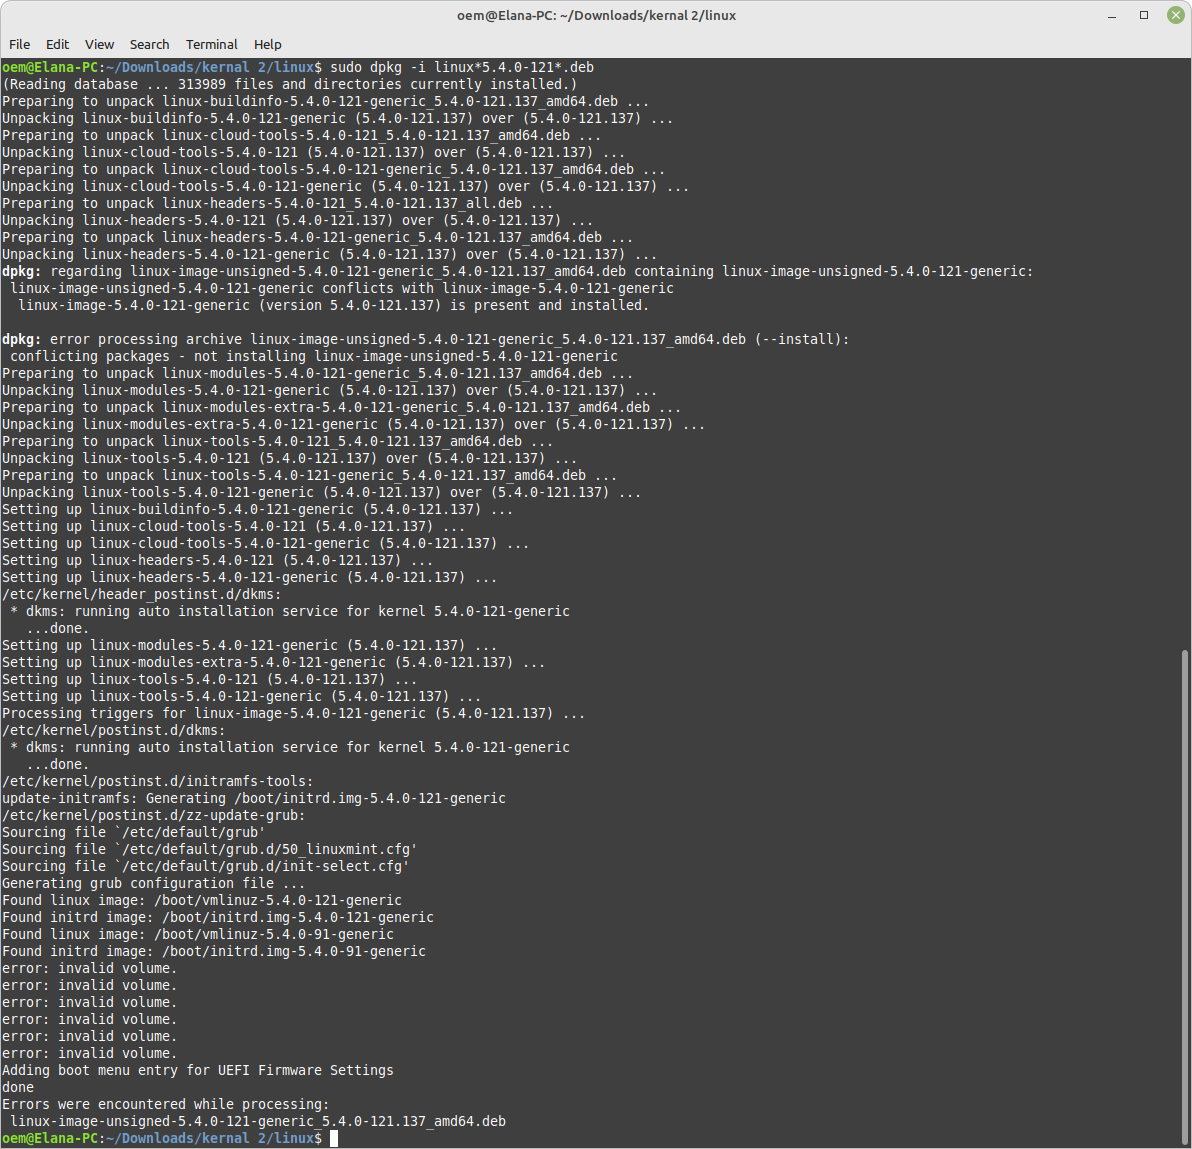 oem@Elana-PC: ~/Downloads/kernal 2/linux
File Edit View Search Terminal Help
oem@Elana-PC:~/Downloads/kernal 2/linux$ sudo dpkg -i linux*5.4.0-121*.deb
(Reading database ... 313989 files and directories currently installed.)
Preparing to unpack linux-buildinfo-5.4.0-121-generic_5.4.0-121.137_amd64.deb ...
Unpacking linux-buildinfo-5.4.0-121-generic (5.4.0-121.137) over (5.4.0-121.137) ...
Preparing to unpack linux-cloud-tools-5.4.0-121_5.4.0-121.137_amd64.deb ...
Unpacking linux-cloud-tools-5.4.0-121 (5.4.0-121.137) over (5.4.0-121.137) ...
Preparing to unpack linux-cloud-tools-5.4.0-121-generic_5.4.0-121.137_amd64.deb ...
Unpacking linux-cloud-tools-5.4.0-121-generic (5.4.0-121.137) over (5.4.0-121.137) ...
Preparing to unpack linux-headers-5.4.0-121_5.4.0-121.137_all.deb ...
Unpacking linux-headers-5.4.0-121 (5.4.0-121.137) over (5.4.0-121.137) ...
Preparing to unpack linux-headers-5.4.0-121-generic_5.4.0-121.137_amd64.deb ...
Unpacking linux-headers-5.4.0-121-generic (5.4.0-121.137) over (5.4.0-121.137) ...
dpkg: regarding linux-image-unsigned-5.4.0-121-generic_5.4.0-121.137_amd64.deb containing linux-image-unsigned-5.4.0-121-generic:
 linux-image-unsigned-5.4.0-121-generic conflicts with linux-image-5.4.0-121-generic
  linux-image-5.4.0-121-generic (version 5.4.0-121.137) is present and installed.

dpkg: error processing archive linux-image-unsigned-5.4.0-121-generic_5.4.0-121.137_amd64.deb (--install):
 conflicting packages - not installing linux-image-unsigned-5.4.0-121-generic
Preparing to unpack linux-modules-5.4.0-121-generic_5.4.0-121.137_amd64.deb ...
Unpacking linux-modules-5.4.0-121-generic (5.4.0-121.137) over (5.4.0-121.137) ...
Preparing to unpack linux-modules-extra-5.4.0-121-generic_5.4.0-121.137_amd64.deb ...
Unpacking linux-modules-extra-5.4.0-121-generic (5.4.0-121.137) over (5.4.0-121.137) ...
Preparing to unpack linux-tools-5.4.0-121_5.4.0-121.137_amd64.deb ...
Unpacking linux-tools-5.4.0-121 (5.4.0-121.137) over (5.4.0-121.137) ...
Preparing to unpack linux-tools-5.4.0-121-generic_5.4.0-121.137_amd64.deb ...
Unpacking linux-tools-5.4.0-121-generic (5.4.0-121.137) over (5.4.0-121.137) ...
Setting up linux-buildinfo-5.4.0-121-generic (5.4.0-121.137) ...
Setting up linux-cloud-tools-5.4.0-121 (5.4.0-121.137) ...
Setting up linux-cloud-tools-5.4.0-121-generic (5.4.0-121.137) ...
Setting up linux-headers-5.4.0-121 (5.4.0-121.137) ...
Setting up linux-headers-5.4.0-121-generic (5.4.0-121.137) ...
/etc/kernel/header_postinst.d/dkms:
 * dkms: running auto installation service for kernel 5.4.0-121-generic
   ...done.
Setting up linux-modules-5.4.0-121-generic (5.4.0-121.137) ...
Setting up linux-modules-extra-5.4.0-121-generic (5.4.0-121.137) ...
Setting up linux-tools-5.4.0-121 (5.4.0-121.137) ...
Setting up linux-tools-5.4.0-121-generic (5.4.0-121.137) ...
Processing triggers for linux-image-5.4.0-121-generic (5.4.0-121.137) ...
/etc/kernel/postinst.d/dkms:
 * dkms: running auto installation service for kernel 5.4.0-121-generic
   ...done.
/etc/kernel/postinst.d/initramfs-tools:
update-initramfs: Generating /boot/initrd.img-5.4.0-121-generic
/etc/kernel/postinst.d/zz-update-grub:
Sourcing file `/etc/default/grub'
Sourcing file `/etc/default/grub.d/50_linuxmint.cfg'
Sourcing file `/etc/default/grub.d/init-select.cfg'
Generating grub configuration file ...
Found linux image: /boot/vmlinuz-5.4.0-121-generic
Found initrd image: /boot/initrd.img-5.4.0-121-generic
Found linux image: /boot/vmlinuz-5.4.0-91-generic
Found initrd image: /boot/initrd.img-5.4.0-91-generic
error: invalid volume.
error: invalid volume.
error: invalid volume.
error: invalid volume.
error: invalid volume.
error: invalid volume.
Adding boot menu entry for UEFI Firmware Settings
done
Errors were encountered while processing:
 linux-image-unsigned-5.4.0-121-generic_5.4.0-121.137_amd64.deb
oem@Elana-PC:~/Downloads/kernal 2/linux$